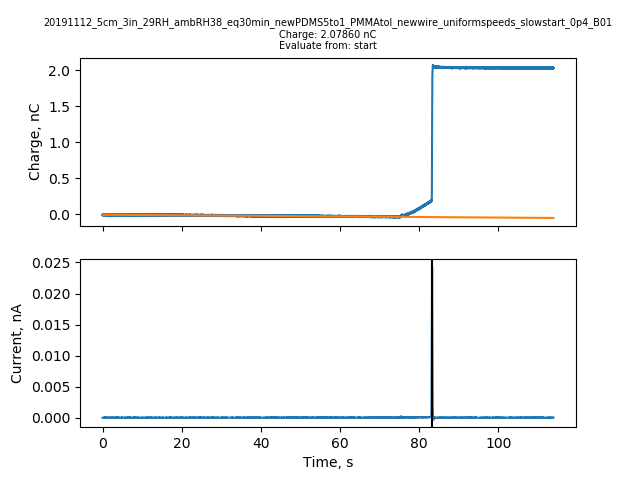 20191112_5cm_3in_29RH_ambRH38_eq30min_newPDMS5to1_PMMAtol_newwire_uniformspeeds_slowstart_0p4_B01
Charge: 2.07860 nC
Evaluate from: start
2.0
1.5
1.0
0.5
0.0
Charge, nC
0.025
0.020
0.015
0.010
0.005
0.000
Current, nA
0 20 40 60 80 100
Time, s